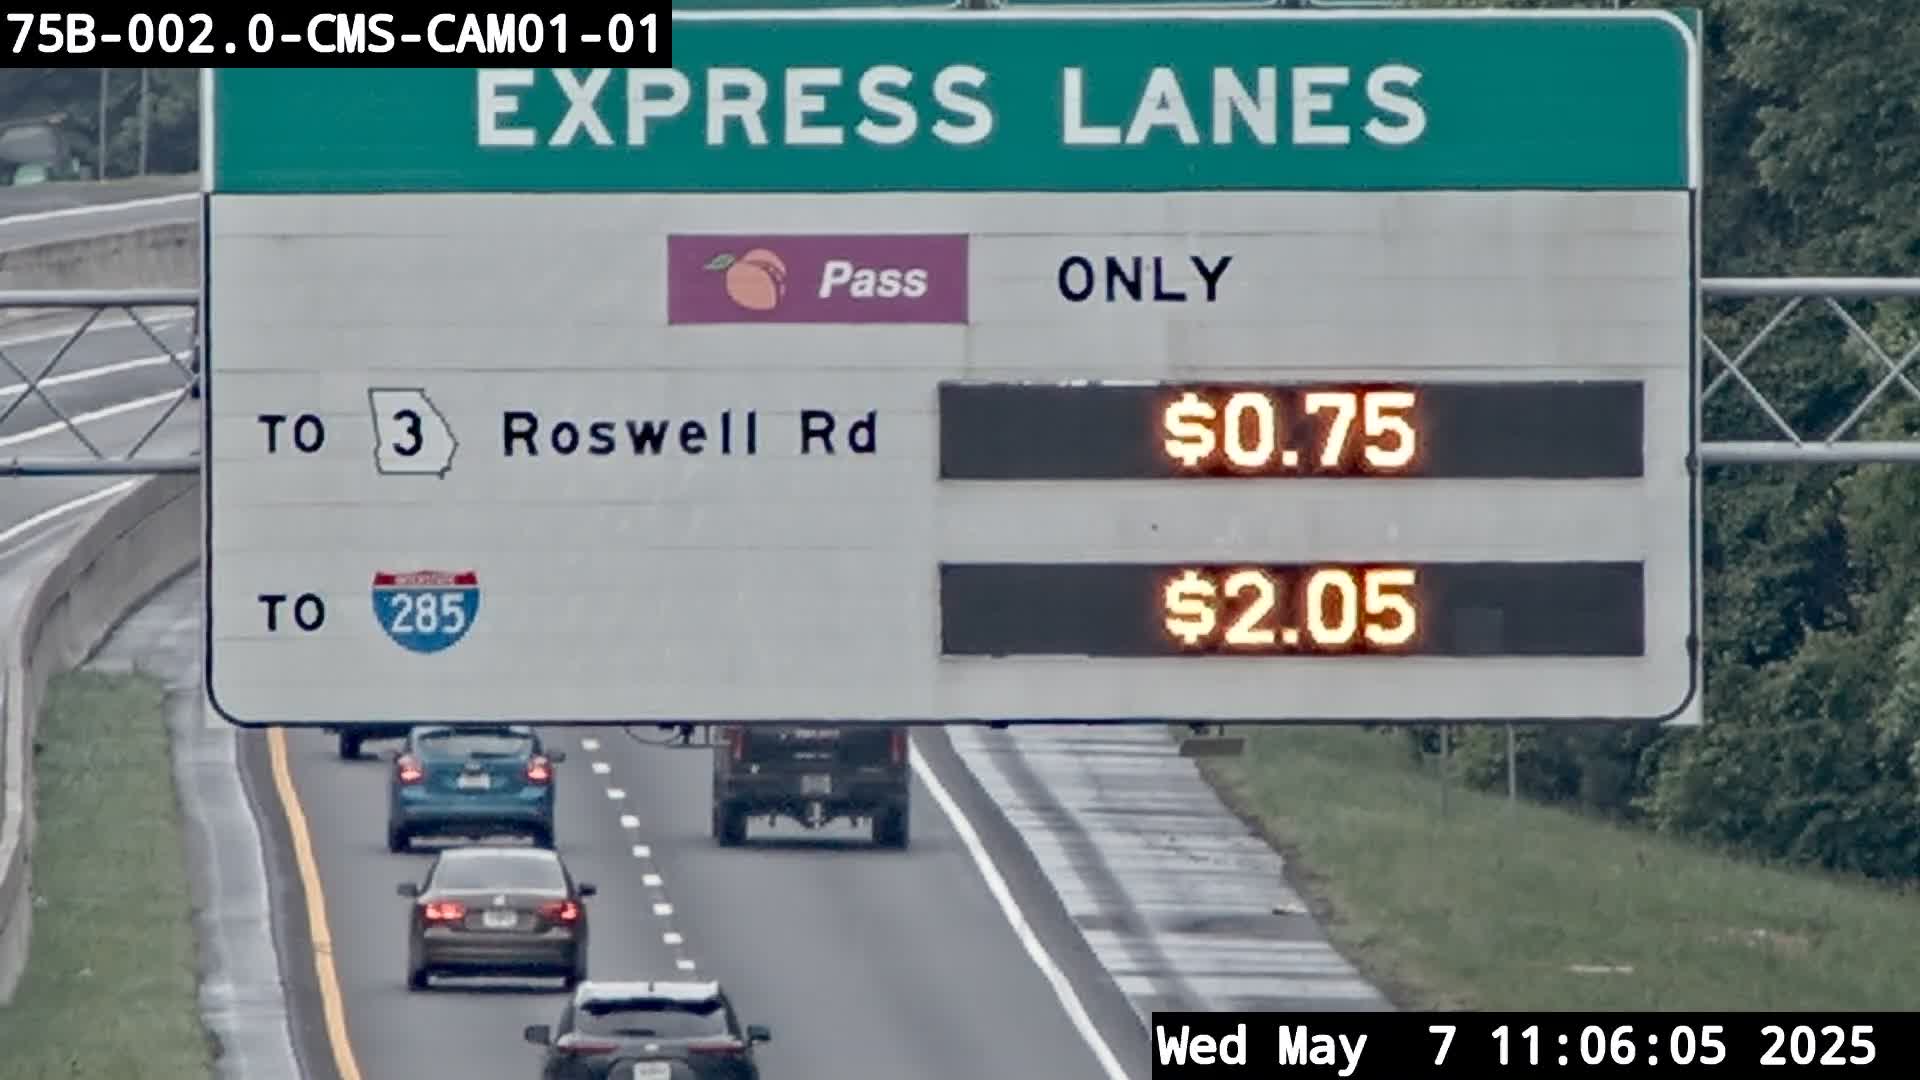 75B-002.0-CMS-CAM01-01
EXPRESS LANES
Pass ONLY
TO 3 Roswell Rd $0.75
INTERSTATE
TO 285 $2.05
Wed May 7 11:06:05 2025